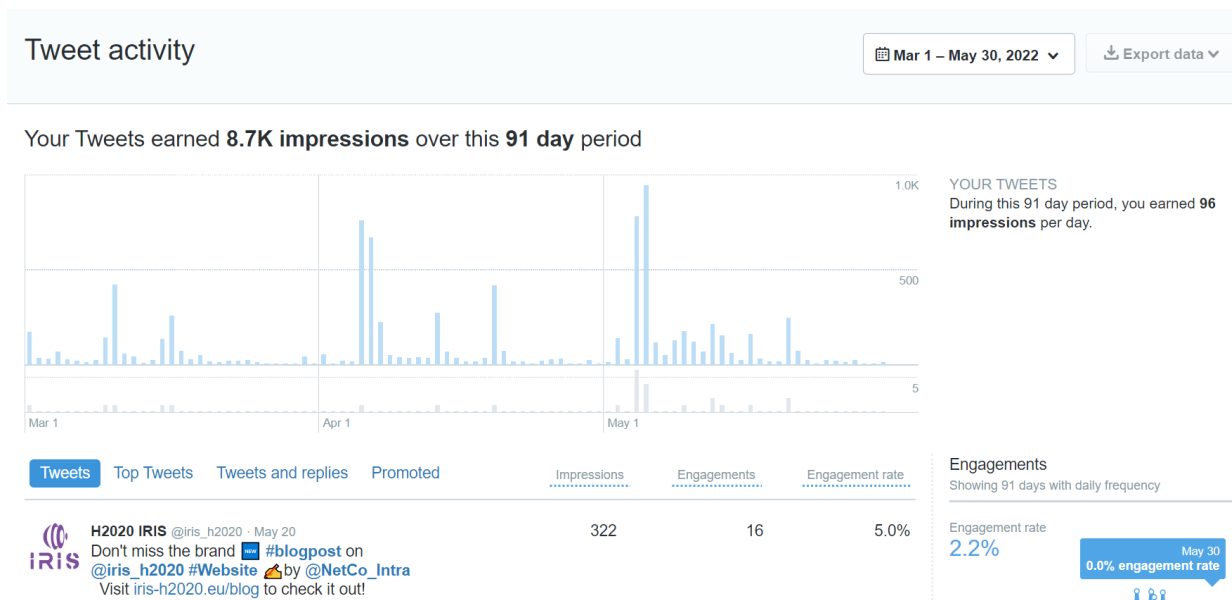 Tweet activity
Mar 1 – May 30, 2022
Export data
Your Tweets earned 8.7K impressions over this 91 day period
1.0K
500
5
Mar 1
Apr 1
May 1
YOUR TWEETS
During this 91 day period, you earned 96
impressions per day.
Tweets Top Tweets Tweets and replies Promoted
Impressions Engagements Engagement rate
IRIS
H2020 IRIS @iris_h2020 · May 20
Don't miss the brand 🆕 #blogpost on
@iris_h2020 #Website ✍by @NetCo_Intra
Visit iris-h2020.eu/blog to check it out!
322 16 5.0%
Engagements
Showing 91 days with daily frequency
Engagement rate
2.2%
May 30
0.0% engagement rate